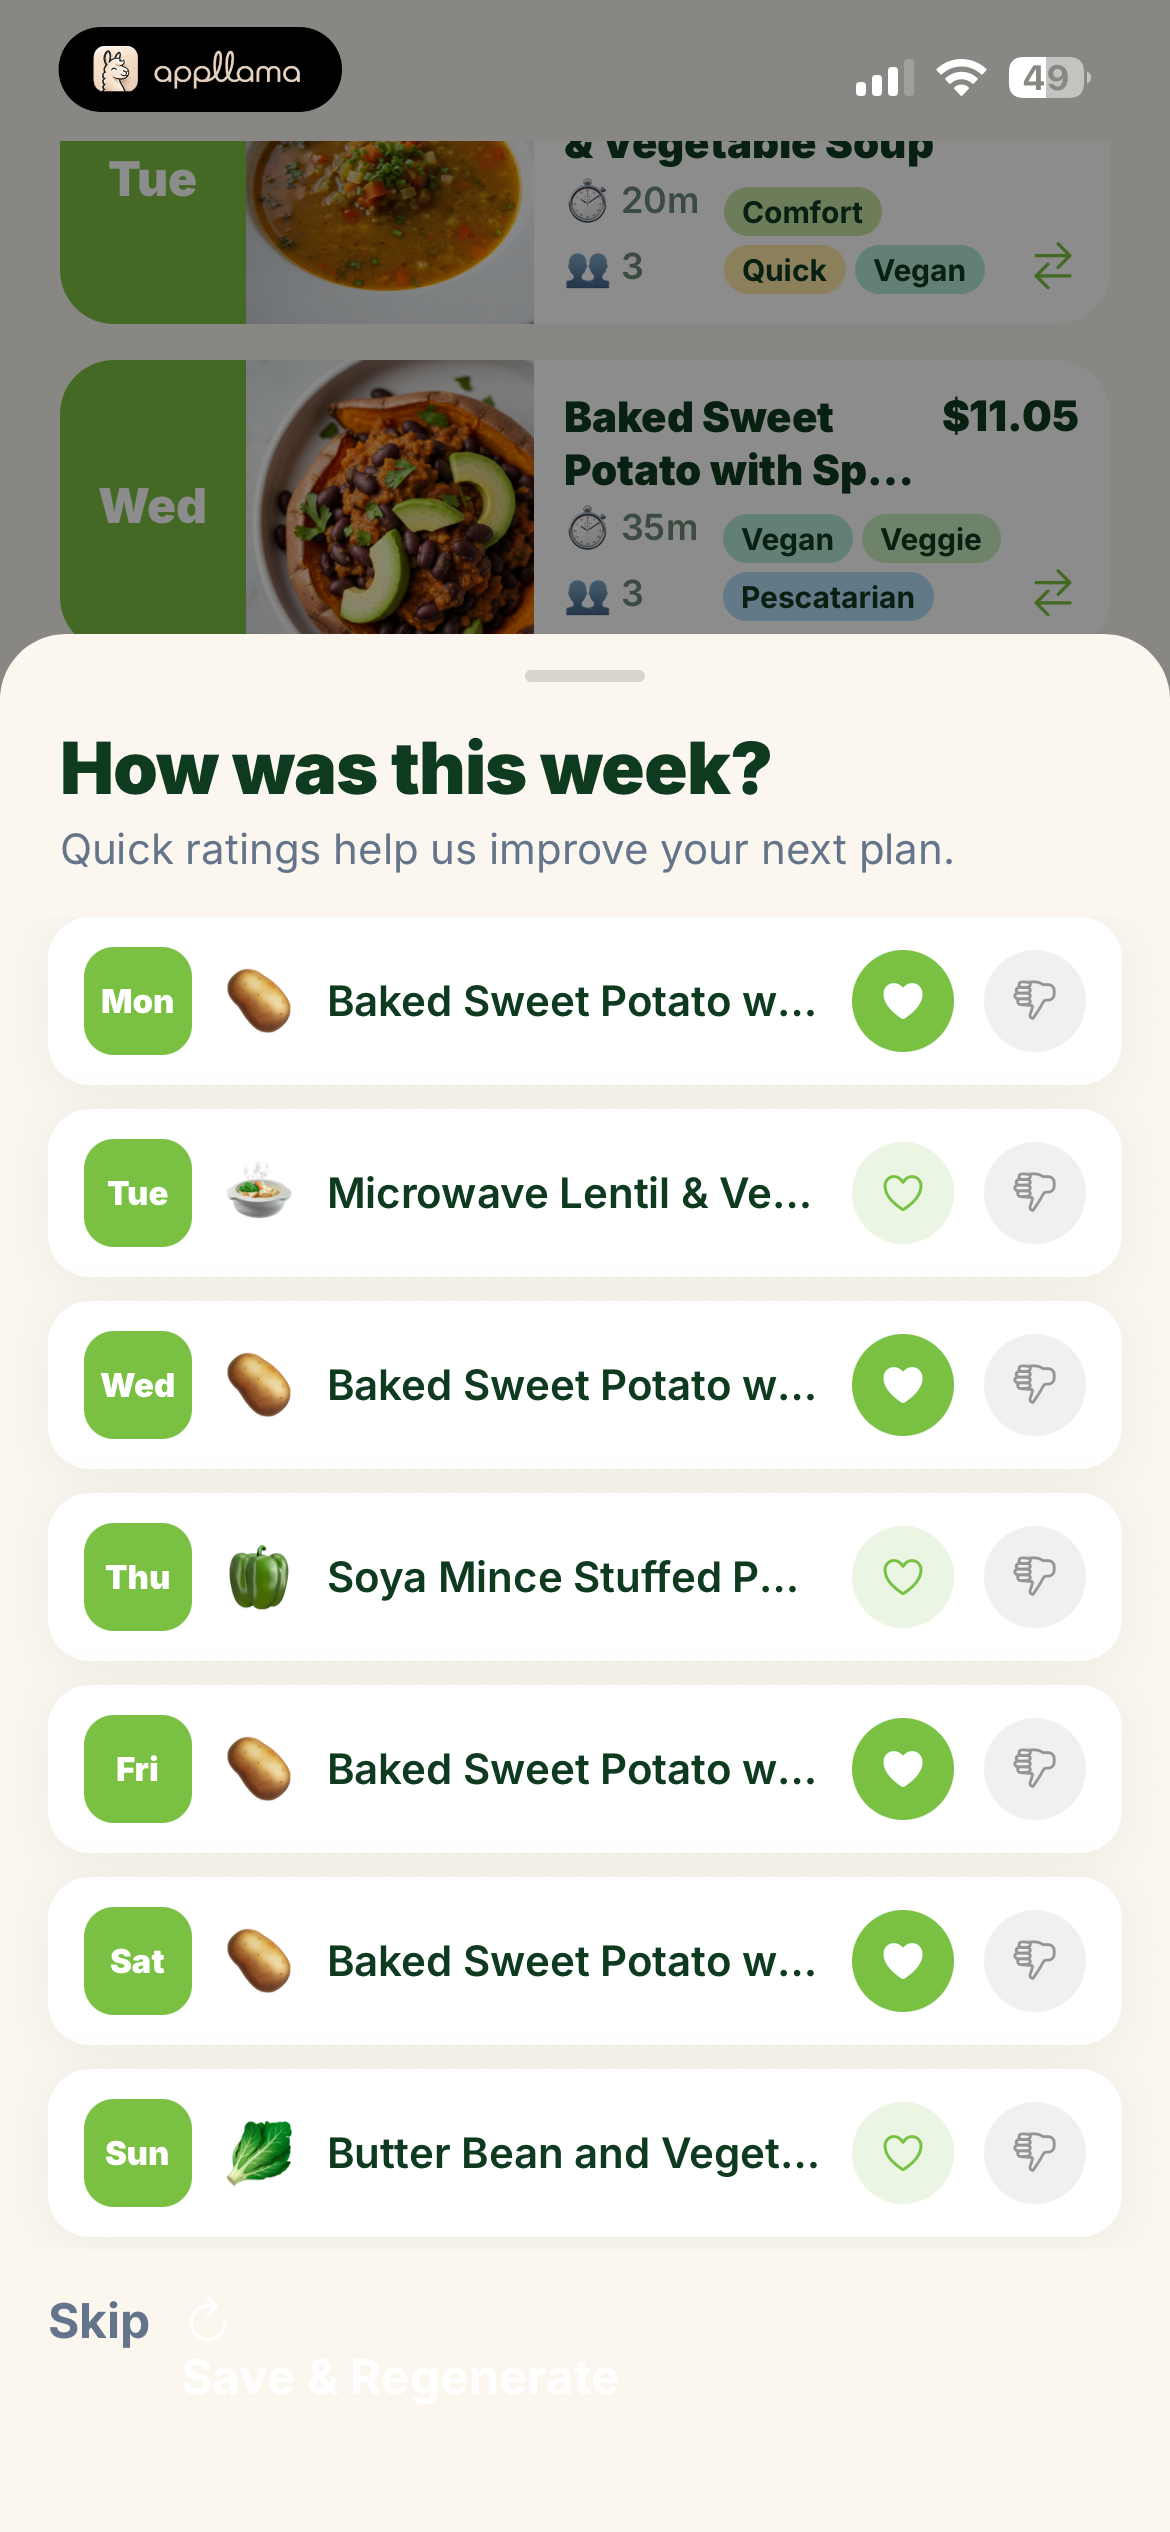 appllama
49
Tue
& Vegetable Soup
20m
Comfort
3
Quick
Vegan
Wed
Baked Sweet
$11.05
Potato with Sp...
35m
Vegan
Veggie
3
Pescatarian
How was this week?
Quick ratings help us improve your next plan.
Mon
Baked Sweet Potato w...
Tue
Microwave Lentil & Ve...
Wed
Baked Sweet Potato w...
Thu
Soya Mince Stuffed P...
Fri
Baked Sweet Potato w...
Sat
Baked Sweet Potato w...
Sun
Butter Bean and Veget...
Skip
Save & Regenerate